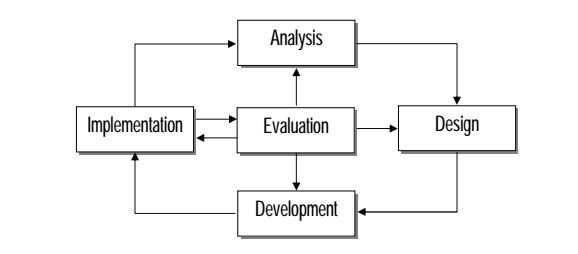 Analysis
Implementation
Evaluation
Design
Development